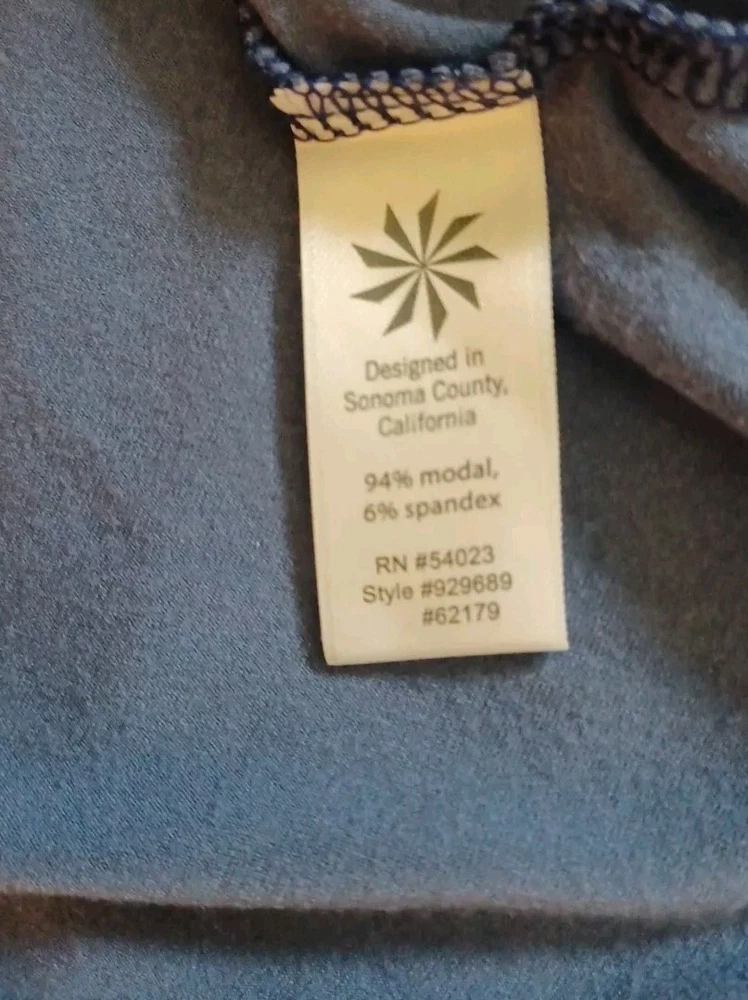 Designed in
Sonoma County,
California
94% modal,
6% spandex
RN #54023
Style #929689
#62179